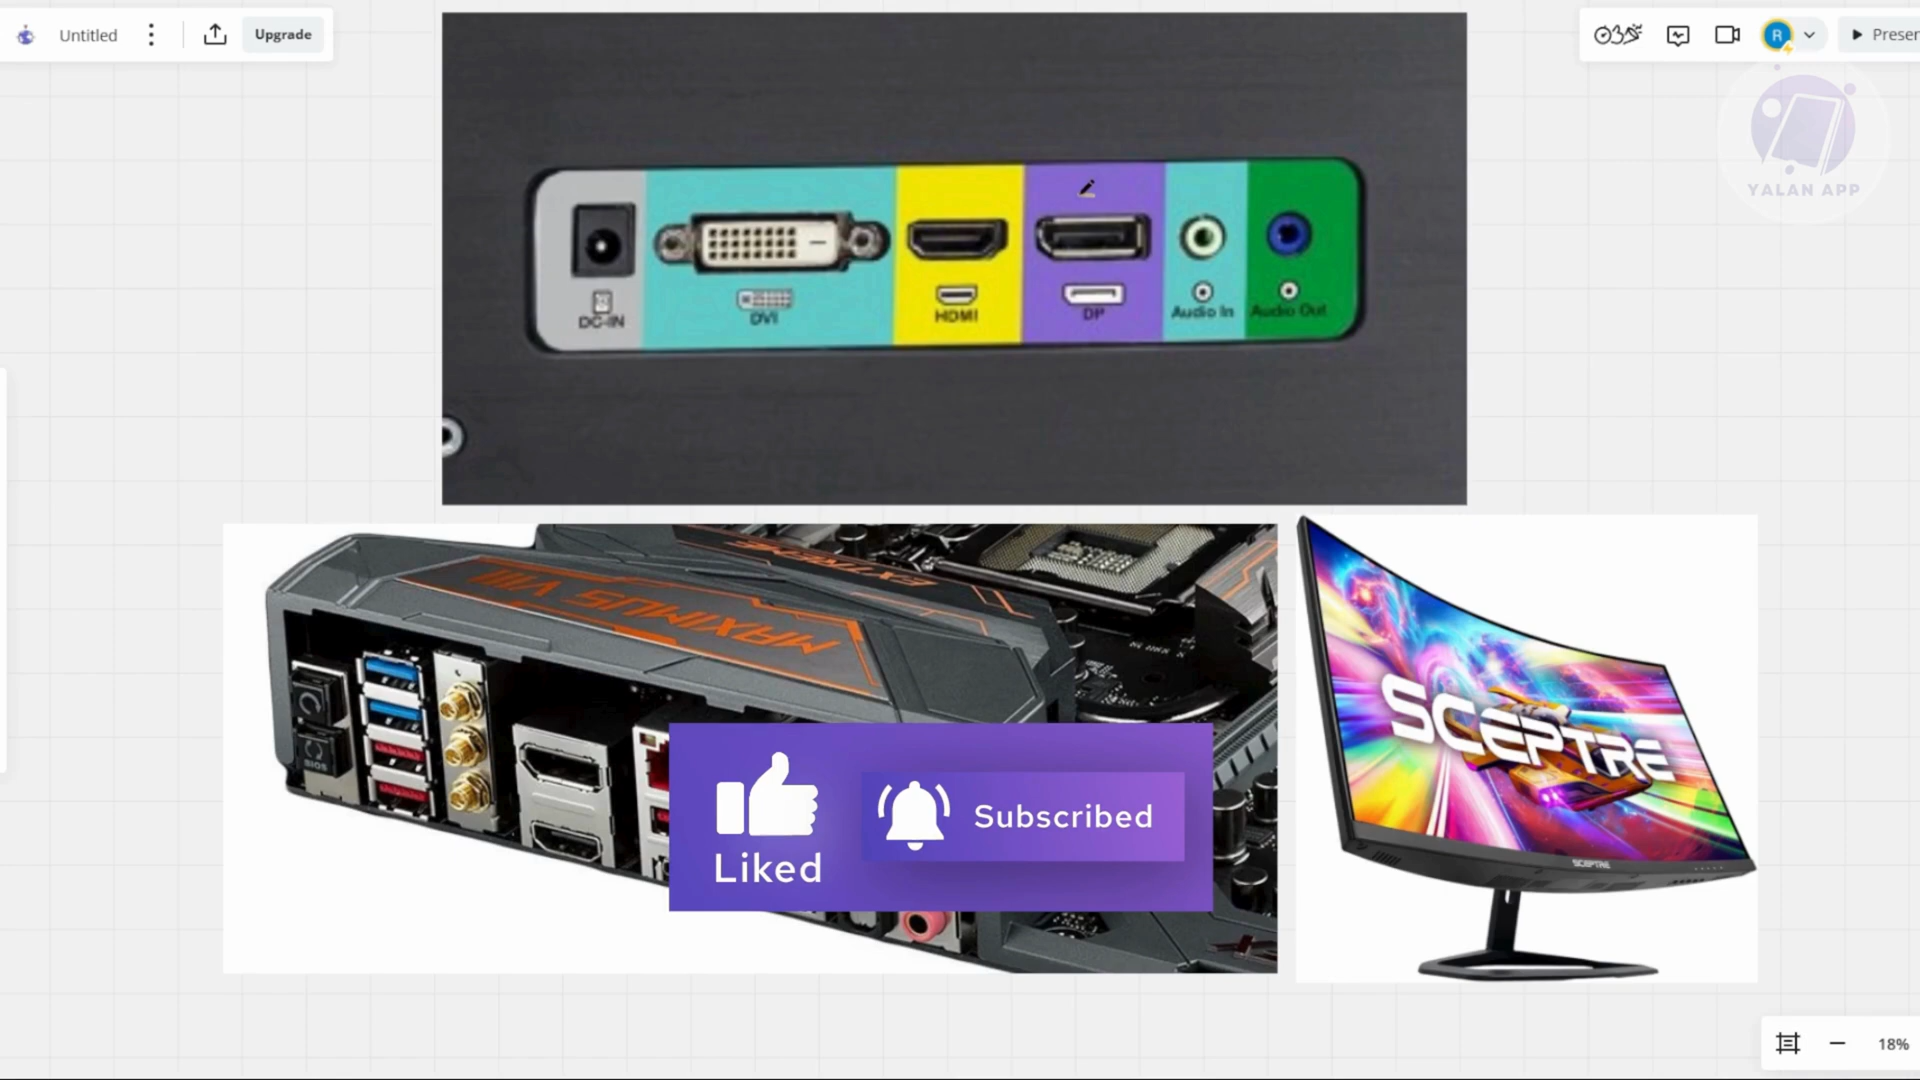 Untitled
Upgrade
R
Presen
YALAN APP
DC-IN
DVI
HDMI
DP
Audio In
Audio Out
EXTREME
MAXIMUS VIII
BIOS
SCEPTRE
SCEPTRE
Liked
Subscribed
18%